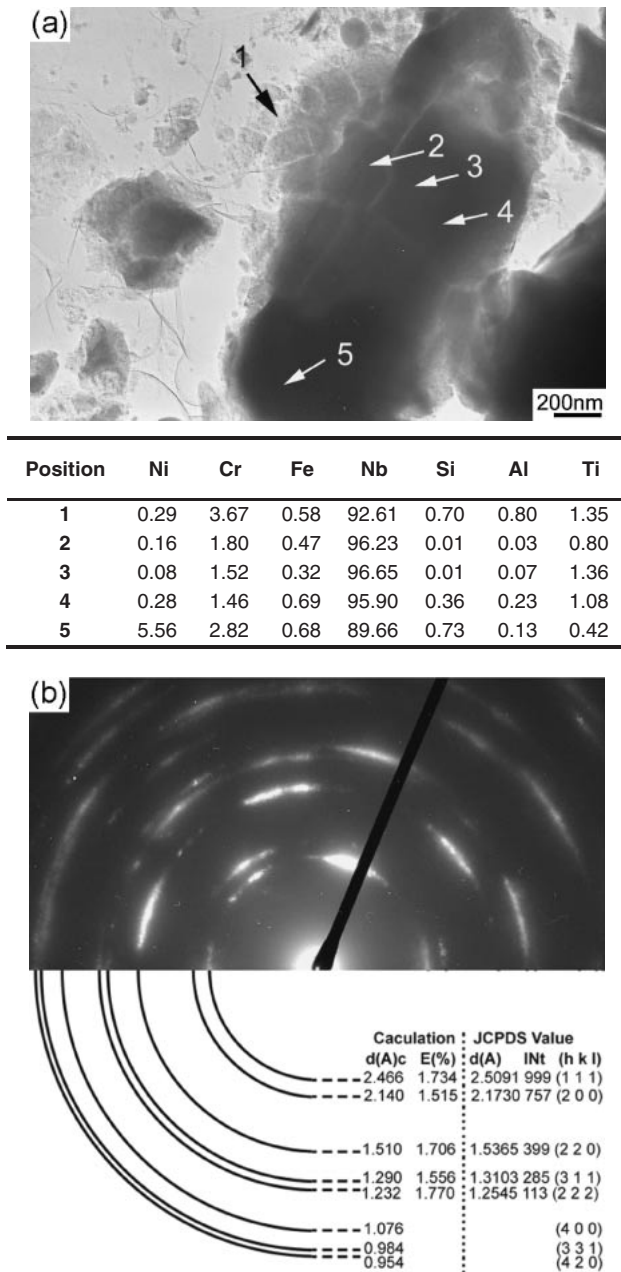 (a)
1
2
3
4
5
200nm
Position Ni Cr Fe Nb Si Al Ti
1 0.29 3.67 0.58 92.61 0.70 0.80 1.35
2 0.16 1.80 0.47 96.23 0.01 0.03 0.80
3 0.08 1.52 0.32 96.65 0.01 0.07 1.36
4 0.28 1.46 0.69 95.90 0.36 0.23 1.08
5 5.56 2.82 0.68 89.66 0.73 0.13 0.42
(b)
Caculation JCPDS Value
d(A)c E(%) d(A) INt (h k l)
2.466 1.734 2.5091 999 (1 1 1)
2.140 1.515 2.1730 757 (2 0 0)
1.510 1.706 1.5365 399 (2 2 0)
1.290 1.556 1.3103 285 (3 1 1)
1.232 1.770 1.2545 113 (2 2 2)
1.076 (4 0 0)
0.984 (3 3 1)
0.954 (4 2 0)